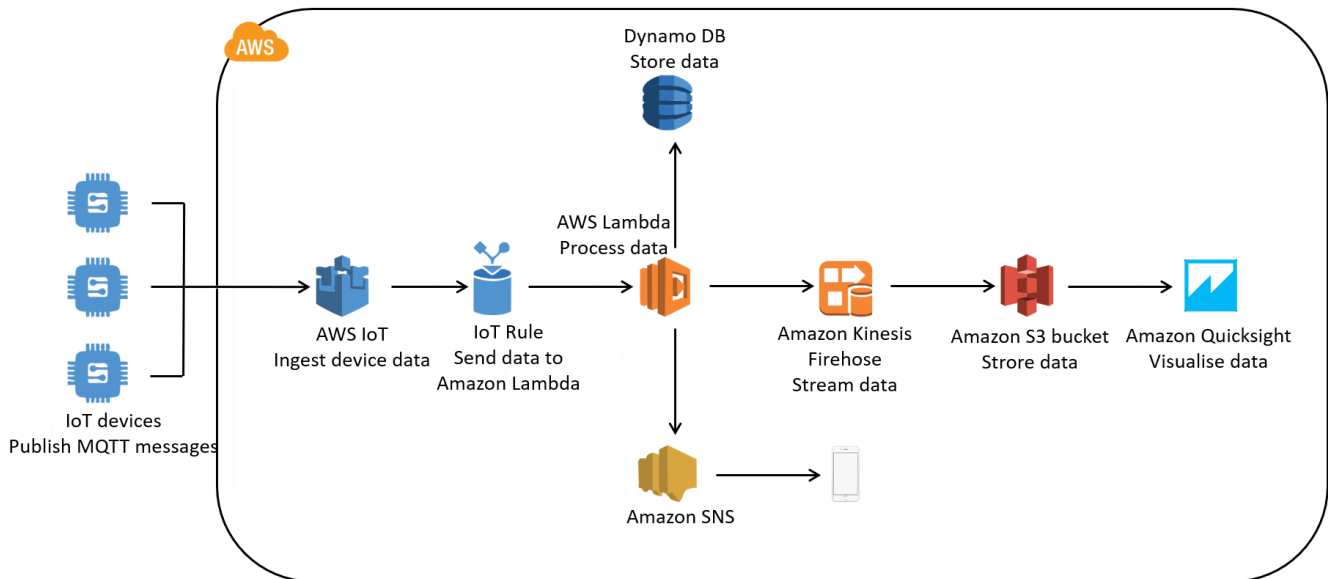 AWS
Dynamo DB
Store data
AWS Lambda
Process data
IoT devices
Publish MQTT messages
AWS IoT
Ingest device data
IoT Rule
Send data to
Amazon Lambda
Amazon Kinesis
Firehose
Stream data
Amazon S3 bucket
Strore data
Amazon Quicksight
Visualise data
Amazon SNS